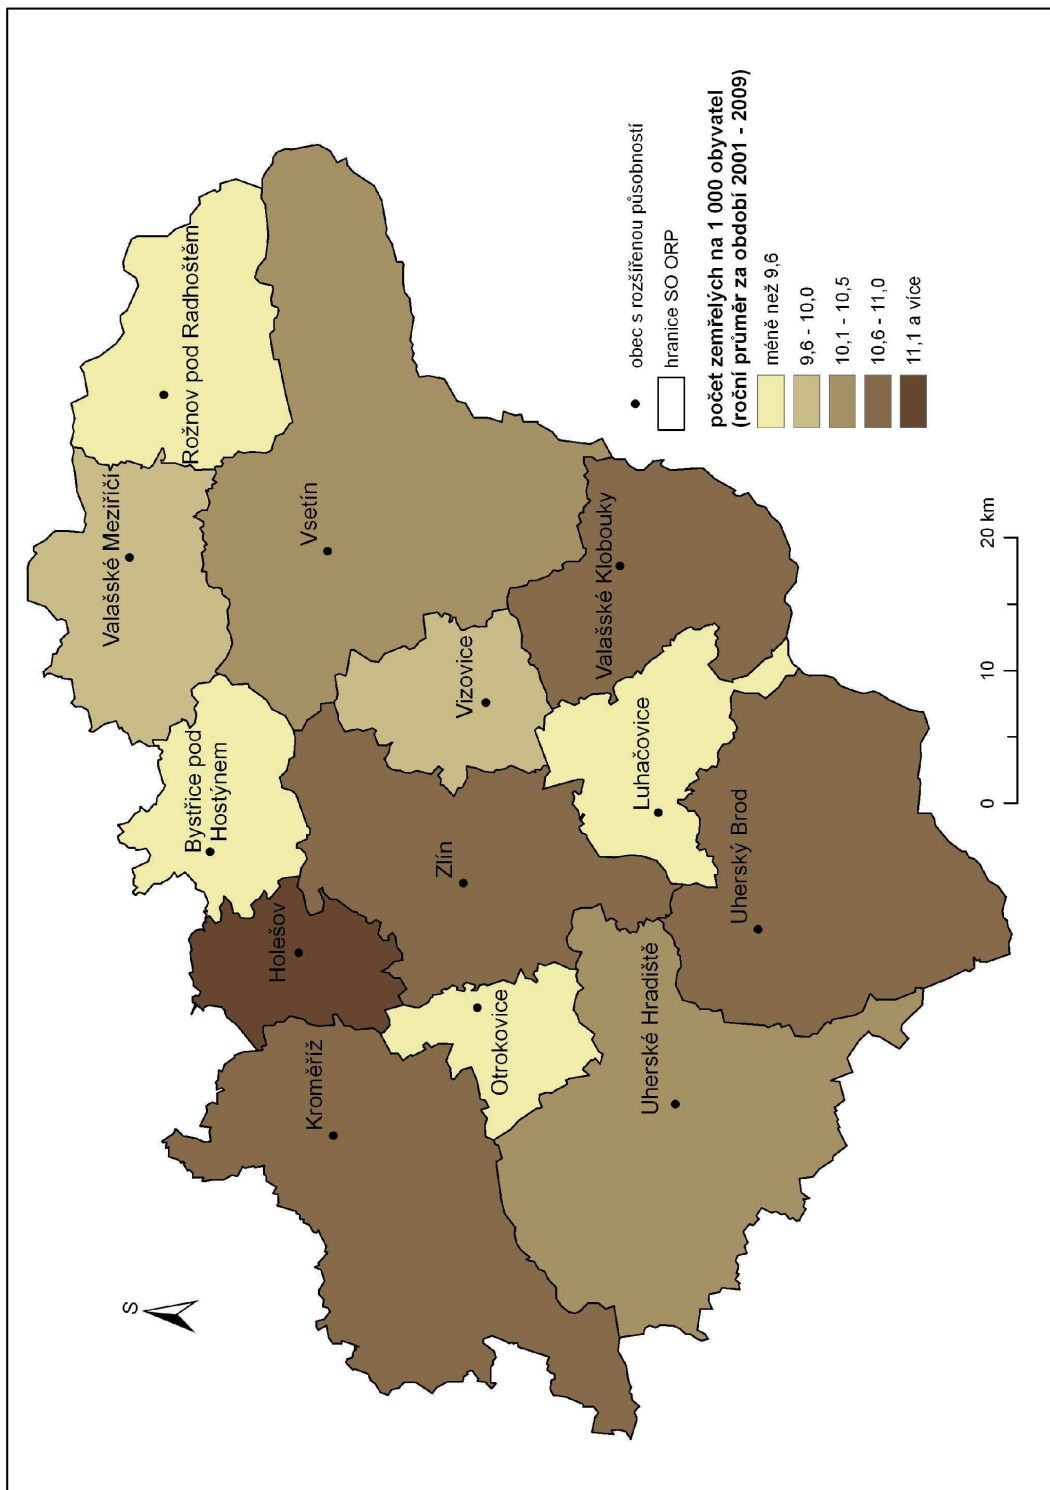 S
Rožnov pod Radhoštěm
Valašské Meziříčí
Bystřice pod
Hostýnem
Holešov
Kroměříž
Vsetín
Zlín
Vizovice
Otrokovice
Valašské Klobouky
Luhačovice
Uherské Hradiště
Uherský Brod
obec s rozšířenou působností
hranice SO ORP
počet zemřelých na 1 000 obyvatel
(roční průměr za období 2001 - 2009)
méně než 9,6
9,6 - 10,0
10,1 - 10,5
10,6 - 11,0
11,1 a více
0 10 20 km